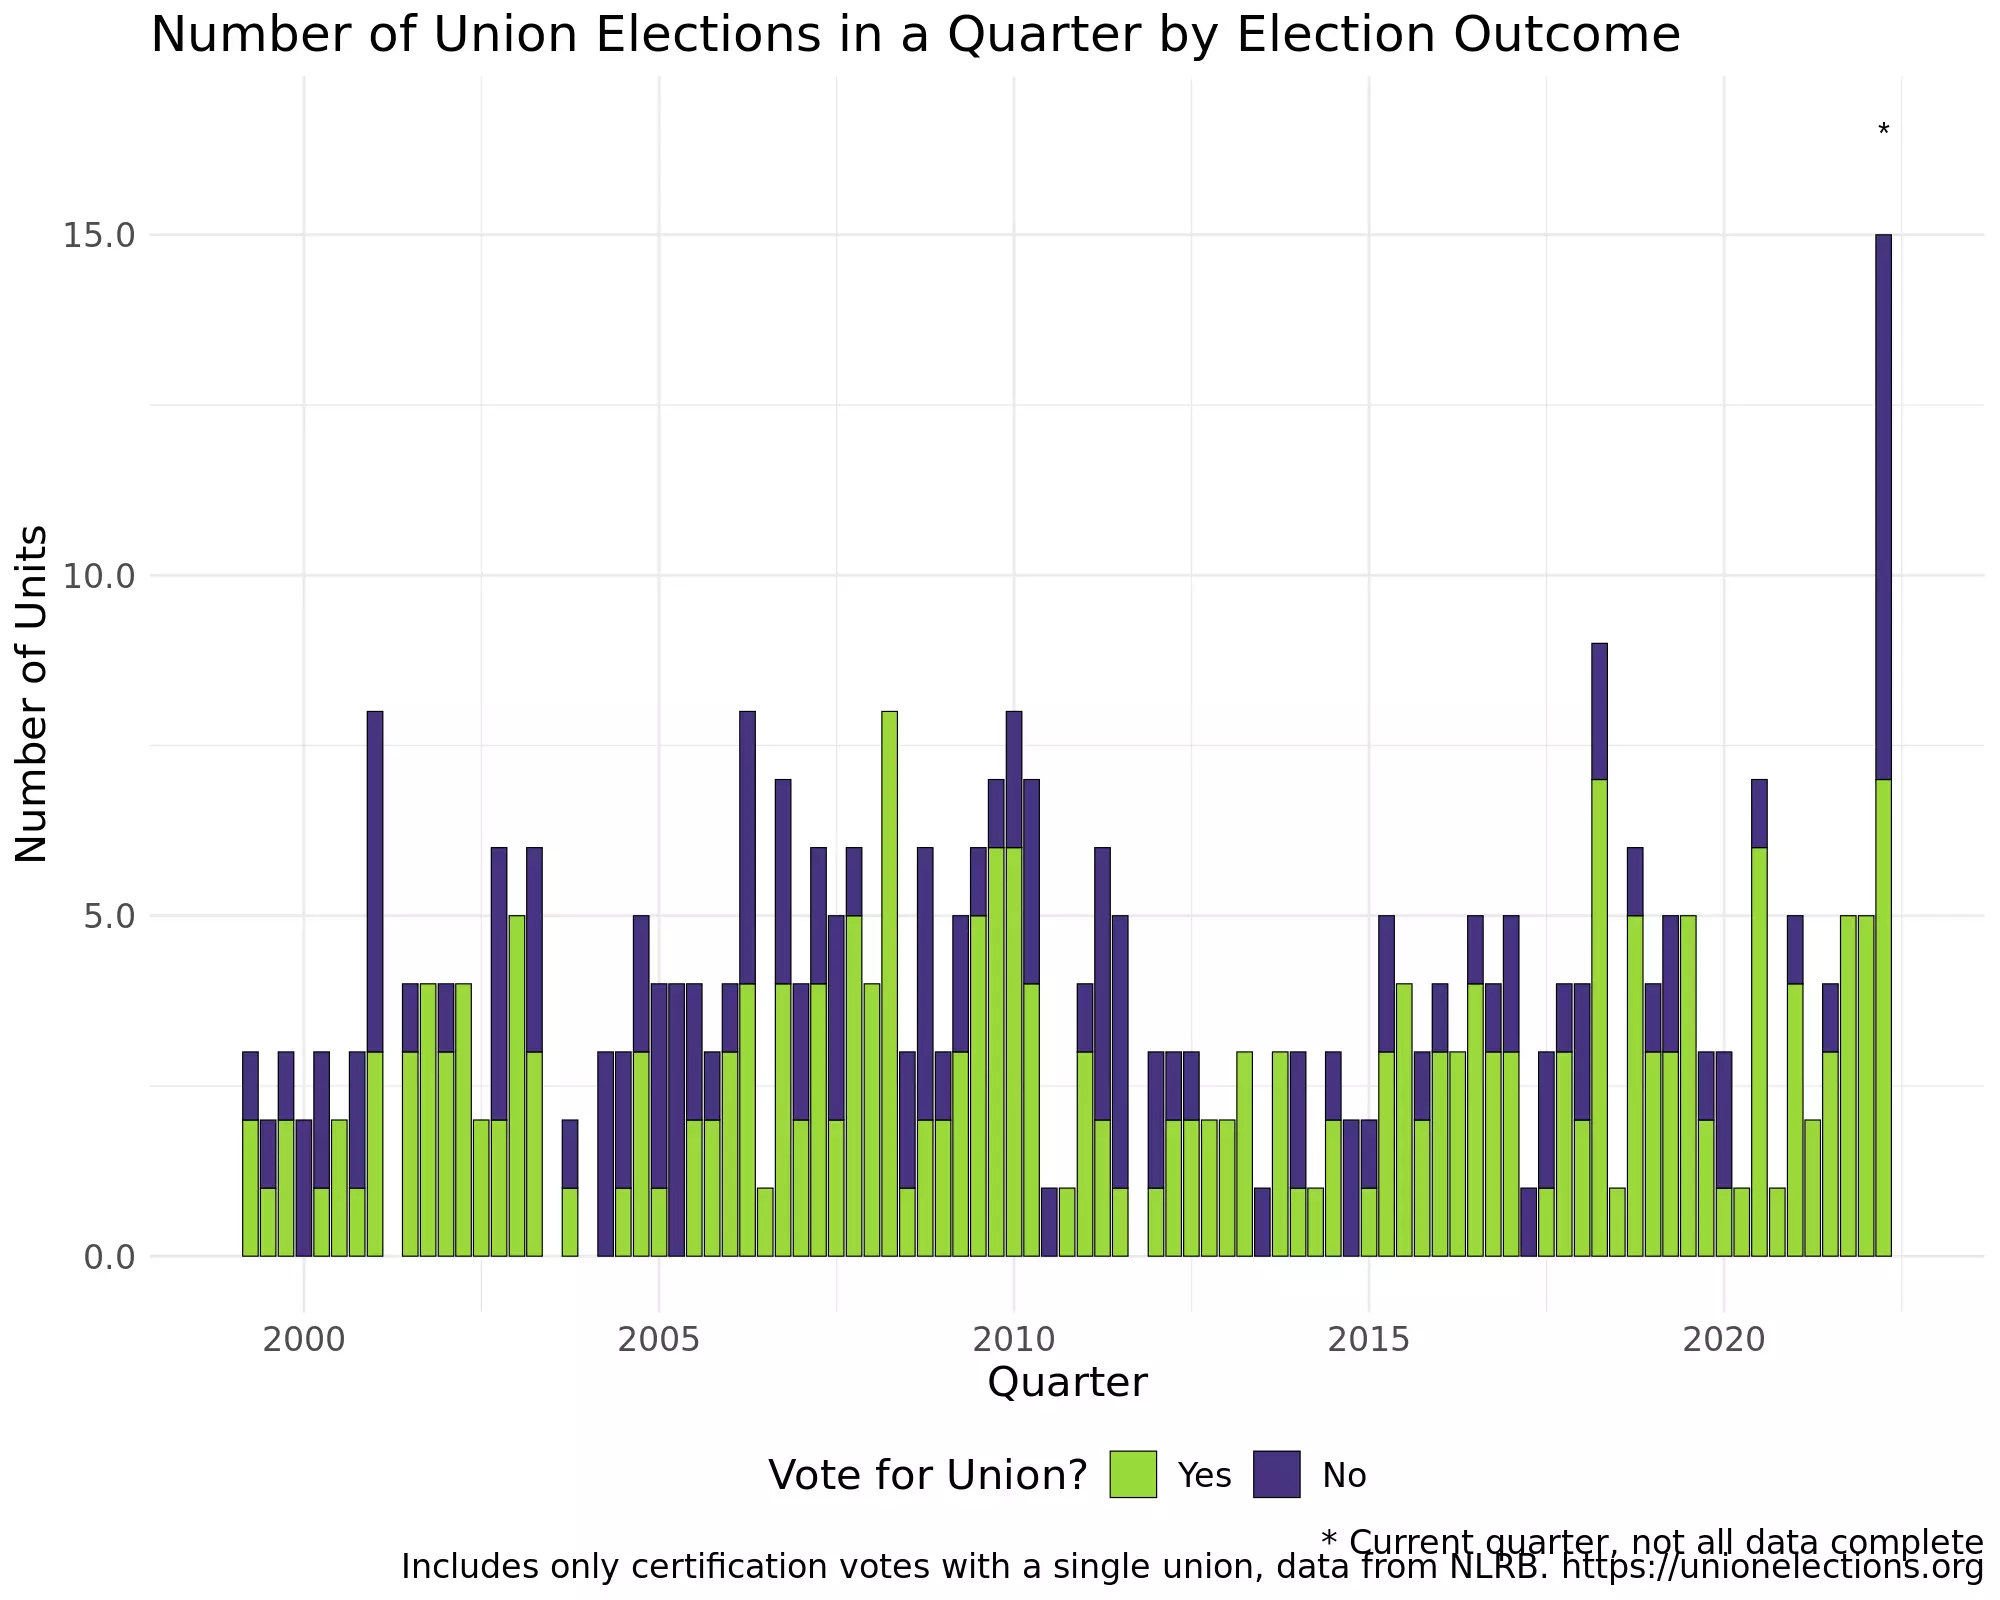 Number of Union Elections in a Quarter by Election Outcome
*
15.0
10.0
5.0
0.0
Number of Units
2000 2005 2010 2015 2020
Quarter
Vote for Union? Yes No
* Current quarter, not all data complete
Includes only certification votes with a single union, data from NLRB. https://unionelections.org